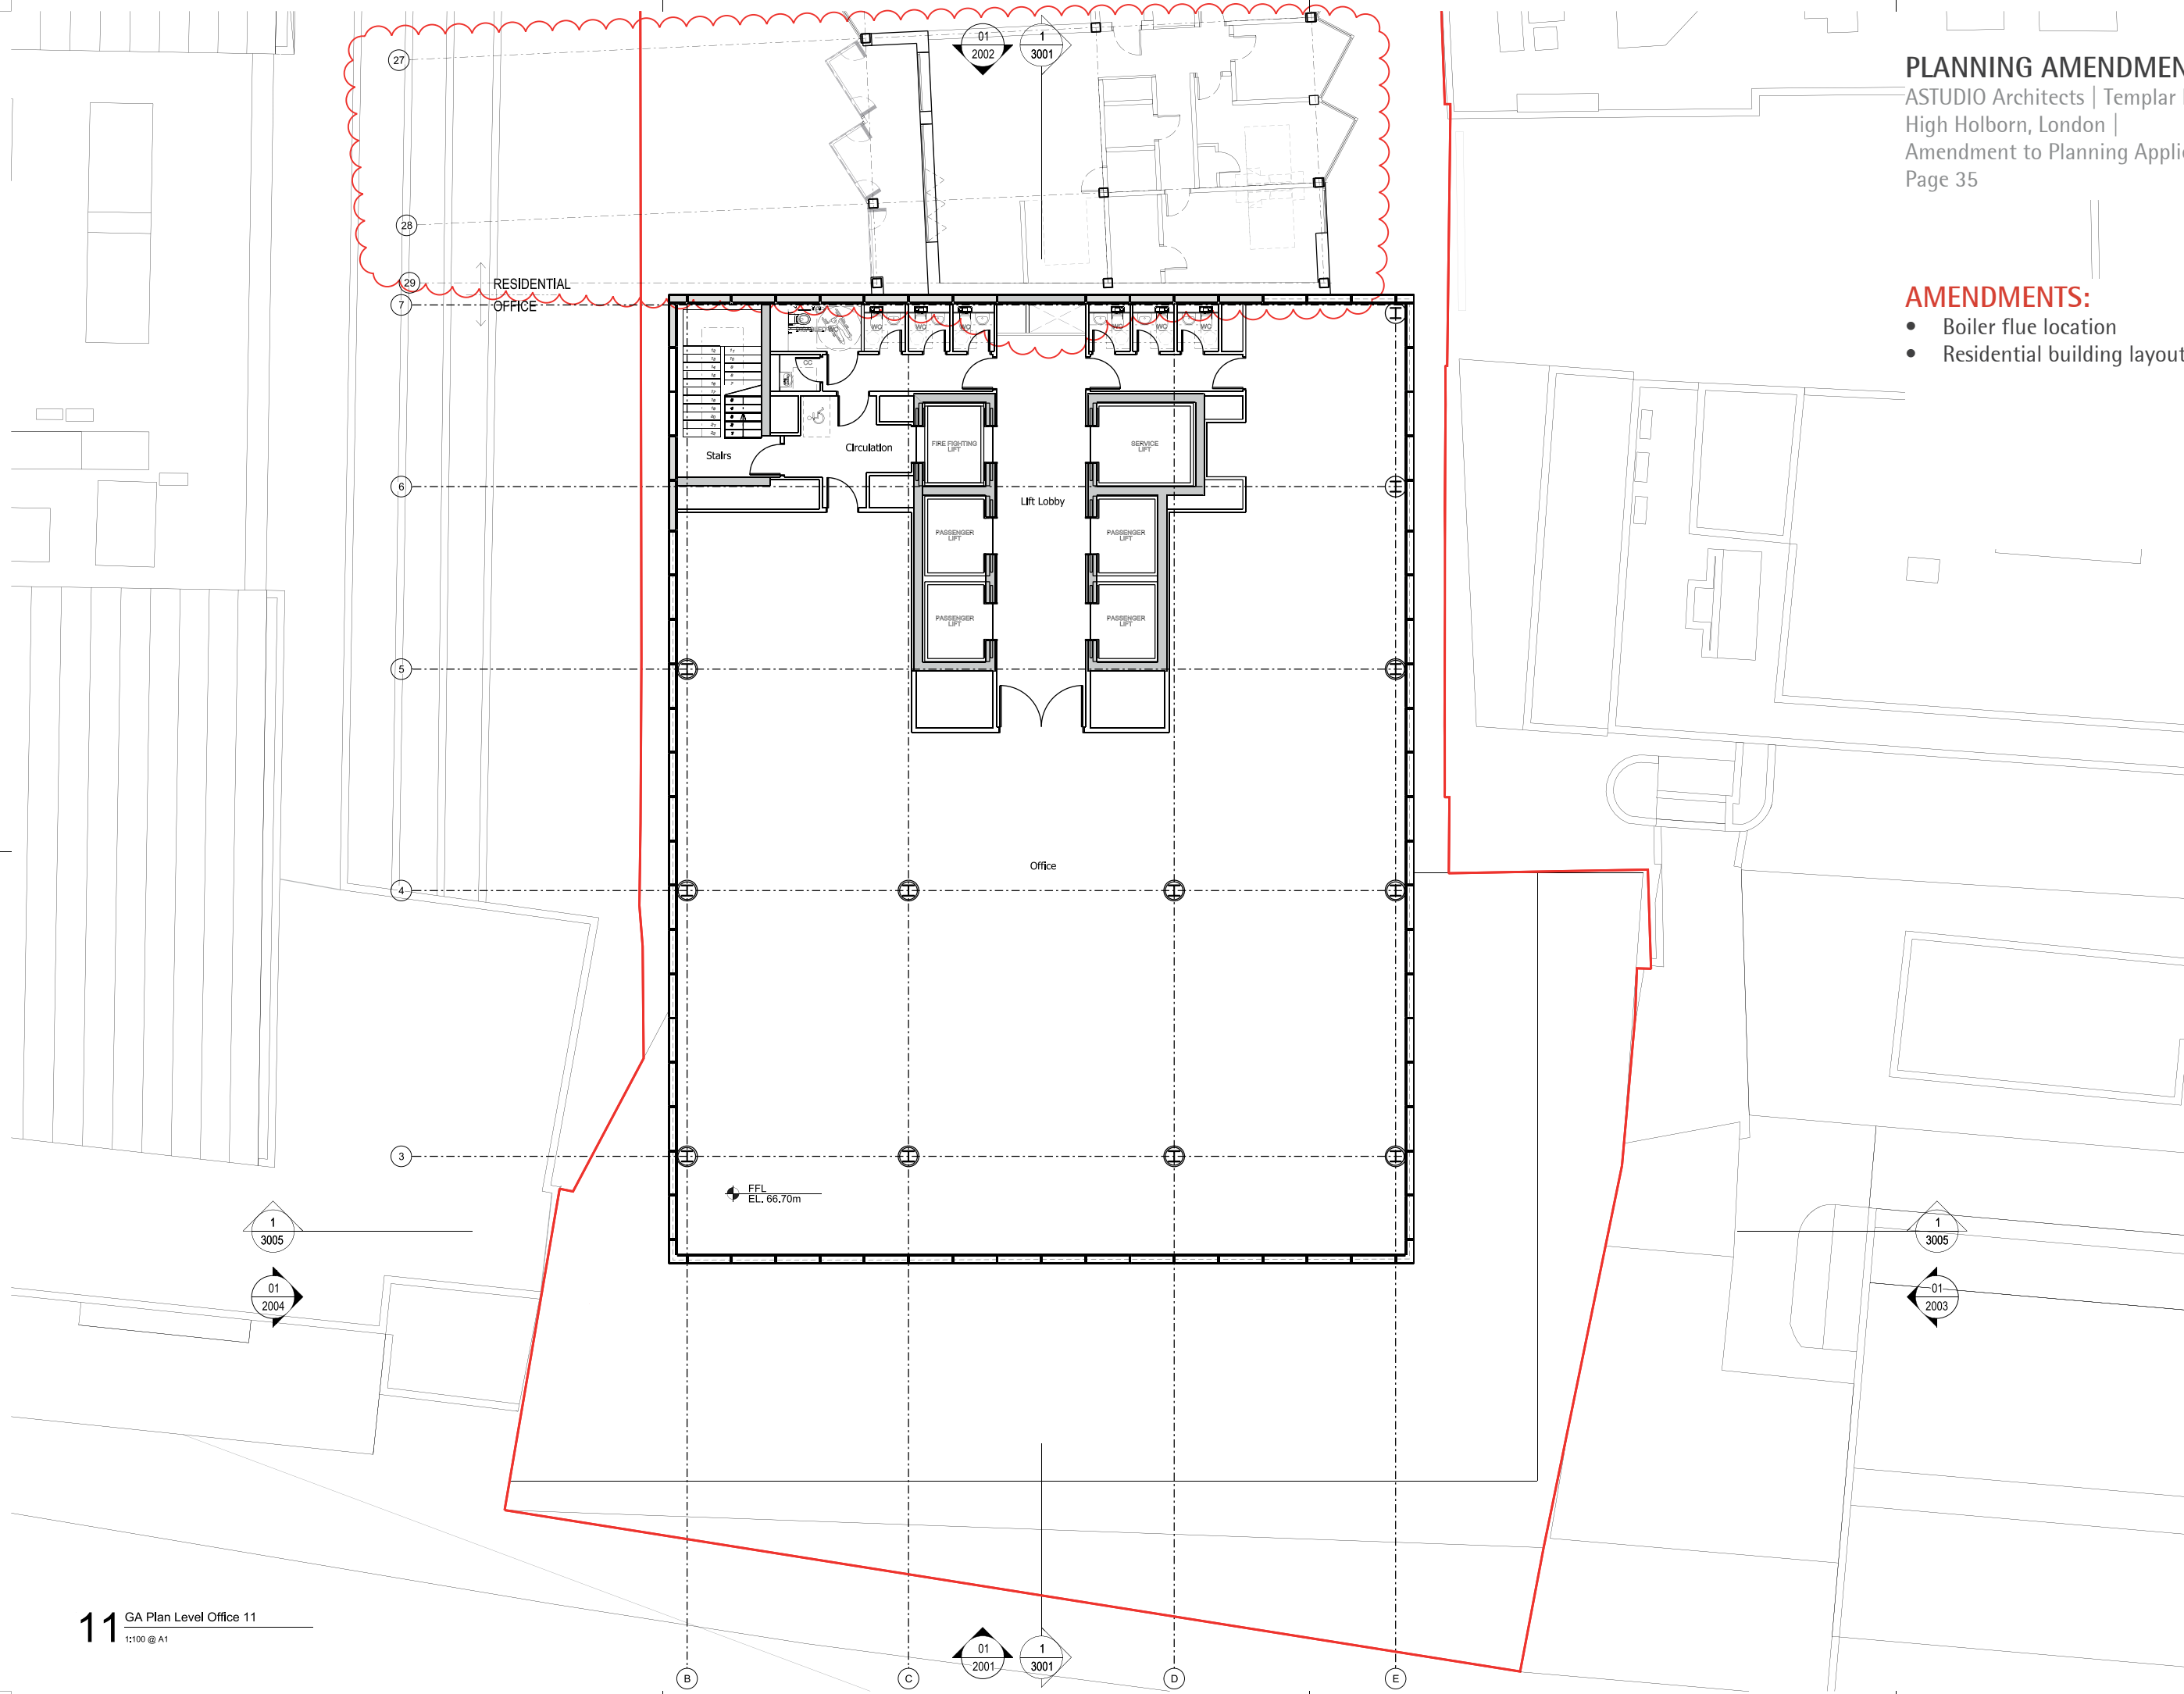 PLANNING AMENDMEN
ASTUDIO Architects | Templar
High Holborn, London |
Amendment to Planning Appli
Page 35
AMENDMENTS:
• Boiler flue location
• Residential building layout
01
2002
1
3001
27
28
29
RESIDENTIAL
7
OFFICE
WC
WC
WC
WC
WC
WC
Stairs
Circulation
FIRE FIGHTING
LIFT
SERVICE
LIFT
6
Lift Lobby
PASSENGER
LIFT
PASSENGER
LIFT
PASSENGER
LIFT
PASSENGER
LIFT
5
Office
4
3
FFL
EL. 66.70m
1
3005
1
3005
01
2004
01
2003
11
GA Plan Level Office 11
1:100 @ A1
01
2001
1
3001
B
C
D
E